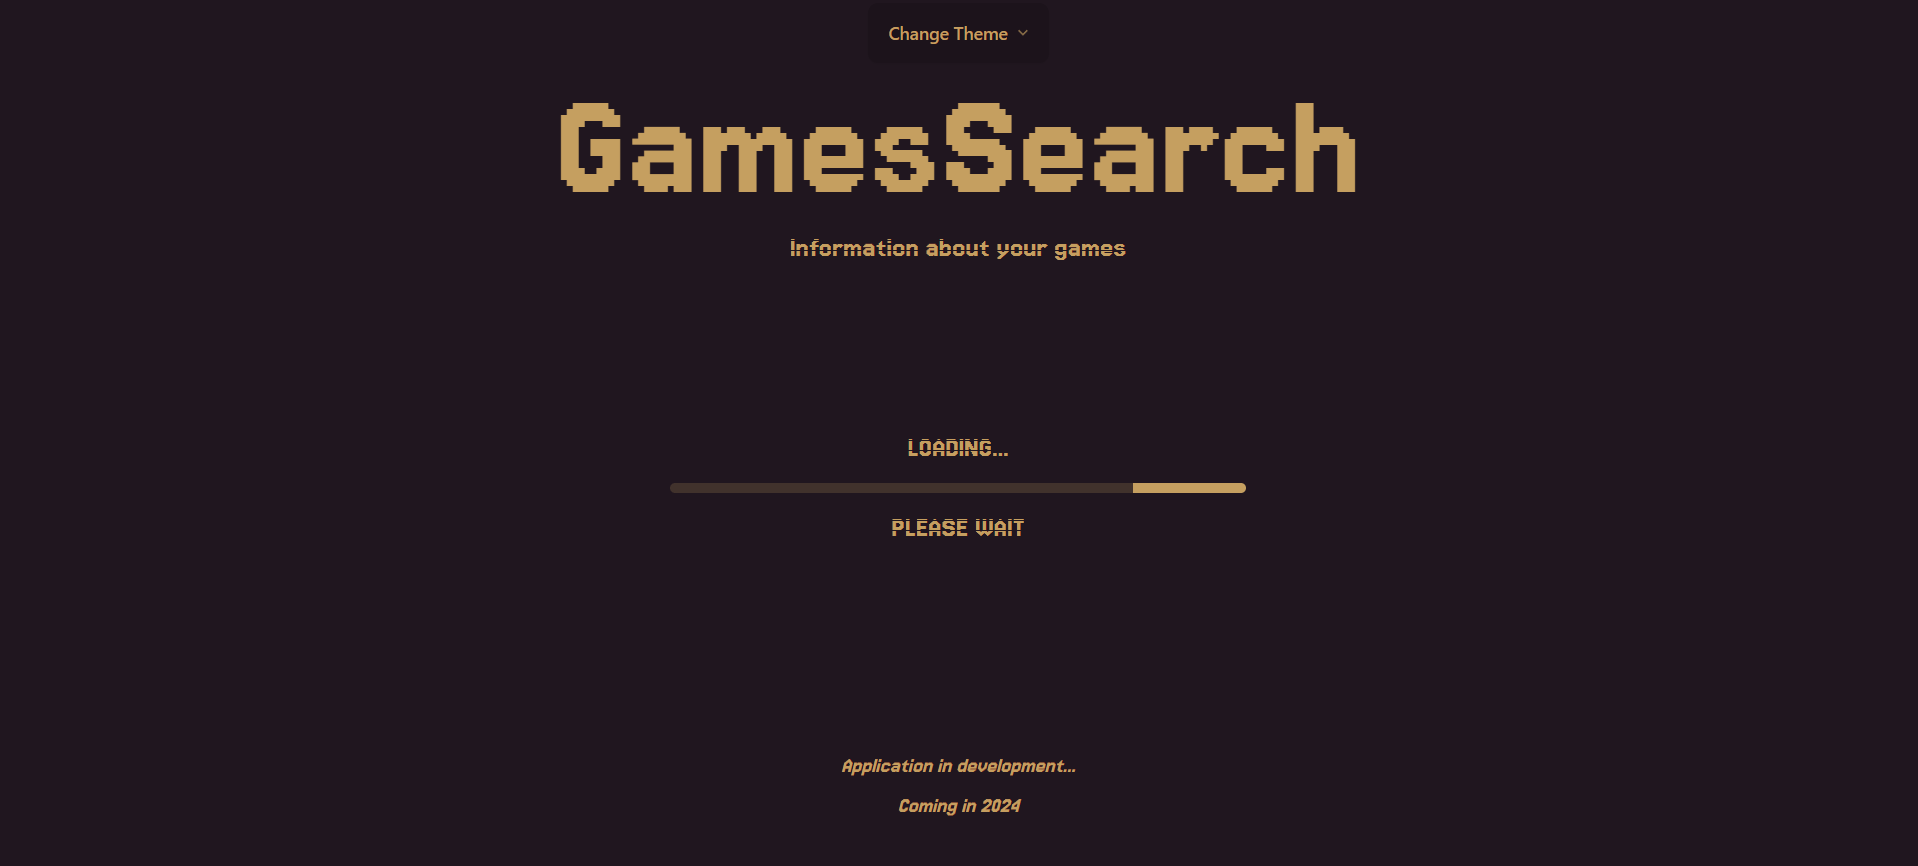 Change Theme
GamesSearch
Information about your games
LOADING...
PLEASE WAIT
Application in development...
Coming in 2024